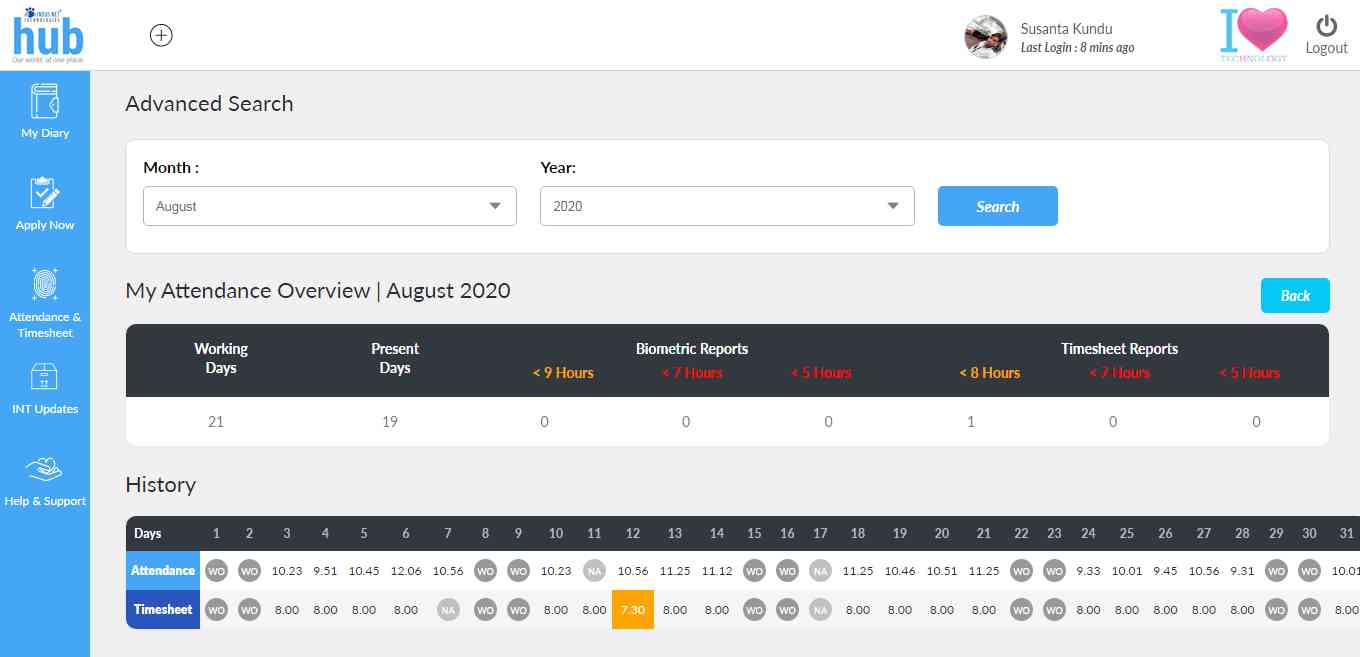 INDUS NET
TECHNOLOGIES
hub
Our world, at one place
Susanta Kundu
Last Login : 8 mins ago
I
TECHNOLOGY
Logout
My Diary
Apply Now
Attendance &
Timesheet
INT Updates
Help & Support
Advanced Search
Month : Year:
August 2020 Search
My Attendance Overview | August 2020
Back
Working Days Present Days Biometric Reports Timesheet Reports
< 9 Hours < 7 Hours < 5 Hours < 8 Hours < 7 Hours < 5 Hours
21 19 0 0 0 1 0 0
History
Days 1 2 3 4 5 6 7 8 9 10 11 12 13 14 15 16 17 18 19 20 21 22 23 24 25 26 27 28 29 30 31
Attendance WO WO 10.23 9.51 10.45 12.06 10.56 WO WO 10.23 NA 10.56 11.25 11.12 WO WO NA 11.25 10.46 10.51 11.25 WO WO 9.33 10.01 9.45 10.56 9.31 WO WO 10.01
Timesheet WO WO 8.00 8.00 8.00 8.00 NA WO WO 8.00 8.00 7.30 8.00 8.00 WO WO NA 8.00 8.00 8.00 8.00 WO WO 8.00 8.00 8.00 8.00 8.00 WO WO 8.00